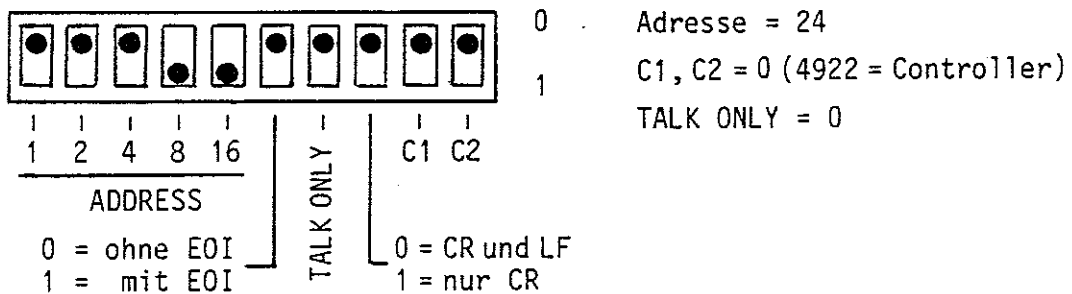 0
1
Adresse = 24
C1, C2 = 0 (4922 = Controller)
TALK ONLY = 0
1 2 4 8 16
C1 C2
ADDRESS
TALK ONLY
0 = ohne EOI
1 = mit EOI
0 = CR und LF
1 = nur CR